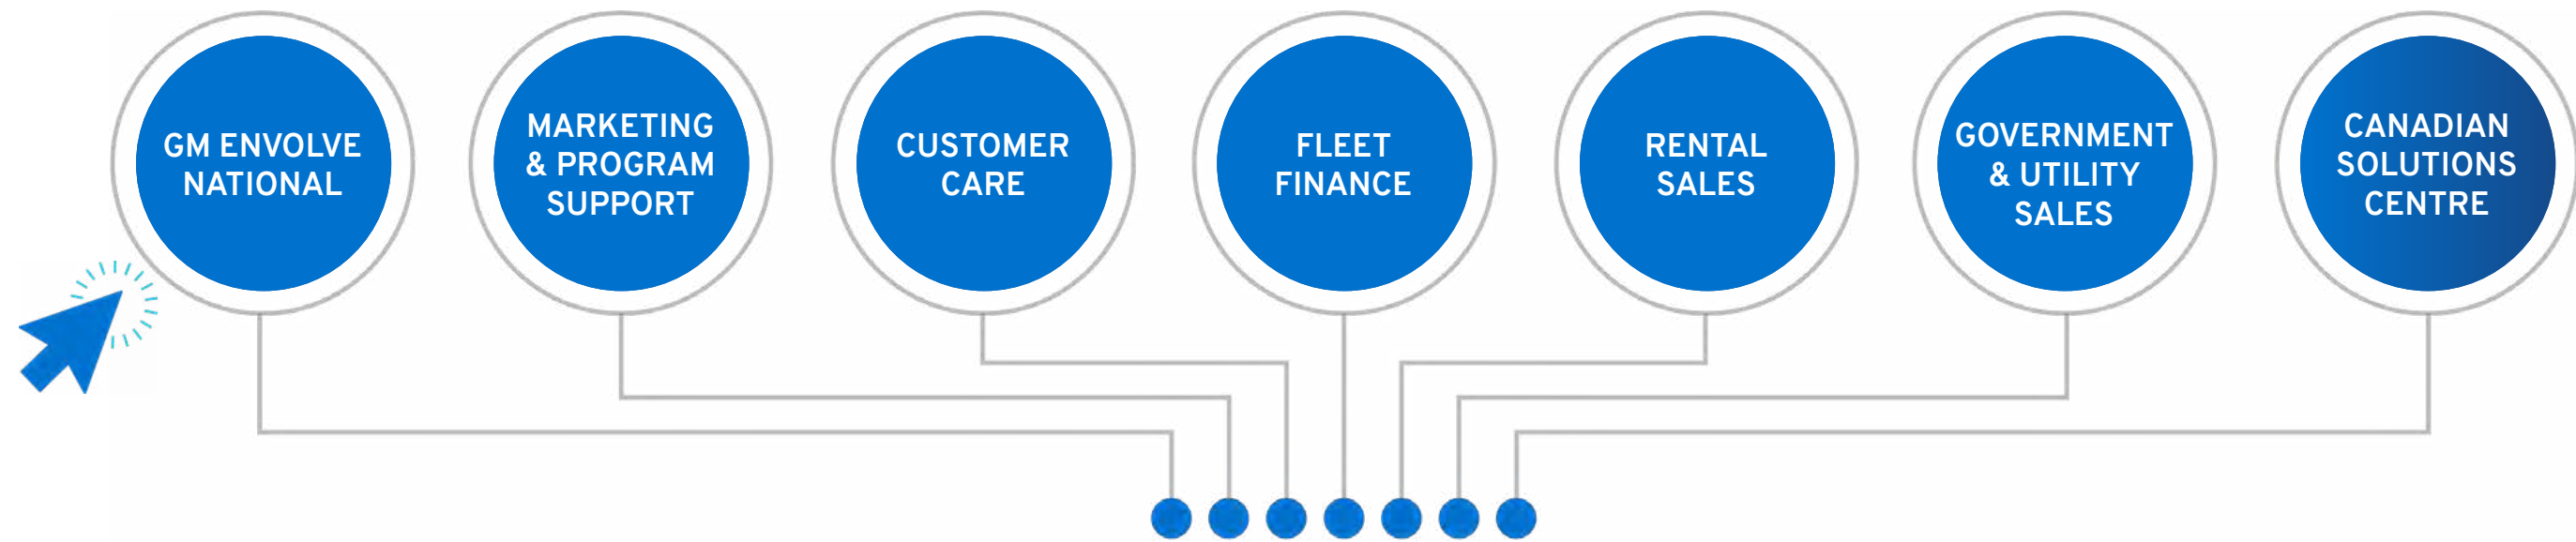 GM ENVOLVE
NATIONAL
MARKETING
& PROGRAM
SUPPORT
CUSTOMER
CARE
FLEET
FINANCE
RENTAL
SALES
GOVERNMENT
& UTILITY
SALES
CANADIAN
SOLUTIONS
CENTRE